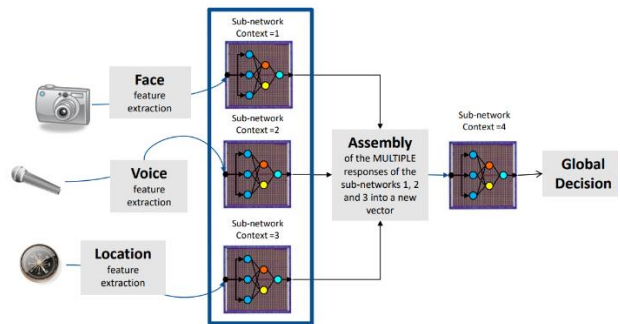 Sub-network
Context =1
Face
feature
extraction
Sub-network
Context =2
Voice
feature
extraction
Sub-network
Context =3
Location
feature
extraction
Assembly
of the MULTIPLE
responses of the
sub-networks 1, 2
and 3 into a new
vector
Sub-network
Context =4
Global
Decision